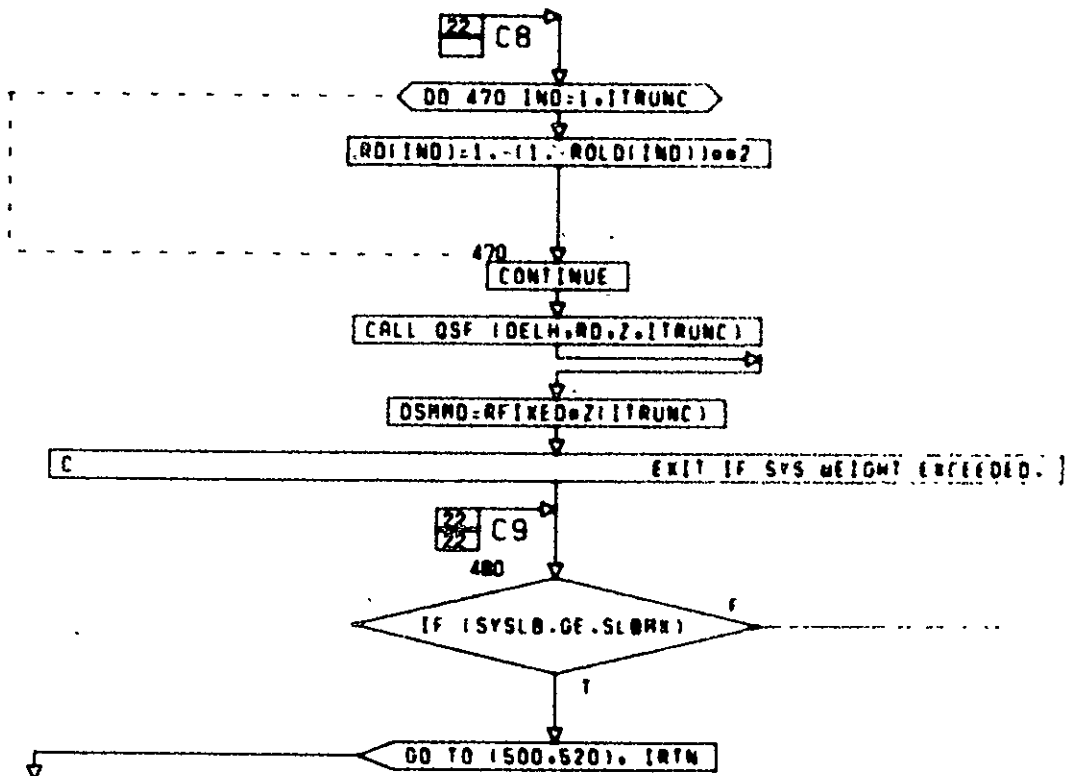 22 C8
DO 470 IND=1,ITRUNC
RD(IND)=1.-(1.-ROLD(IND))**2
470
CONTINUE
CALL QSF (DELH,RD,Z,ITRUNC)
DSMMD=RFIXED*Z(ITRUNC)
C EXIT IF SYS WEIGHT EXCEEDED.
22 C9
22
480
IF (SYSLB.GE.SLBMX)
F
T
GO TO (500,520), IRTN